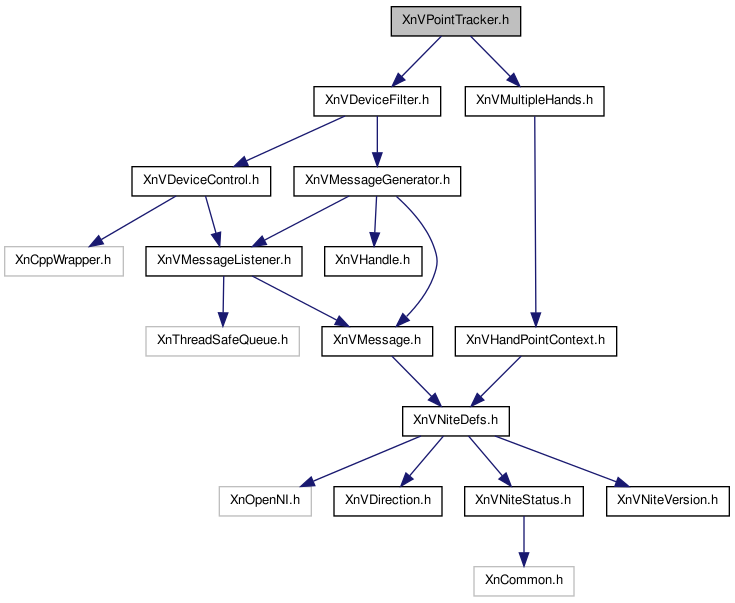 XnVPointTracker.h
XnVDeviceFilter.h
XnVMultipleHands.h
XnVDeviceControl.h
XnVMessageGenerator.h
XnCppWrapper.h
XnVMessageListener.h
XnVHandle.h
XnThreadSafeQueue.h
XnVMessage.h
XnVHandPointContext.h
XnVNiteDefs.h
XnOpenNI.h
XnVDirection.h
XnVNiteStatus.h
XnVNiteVersion.h
XnCommon.h